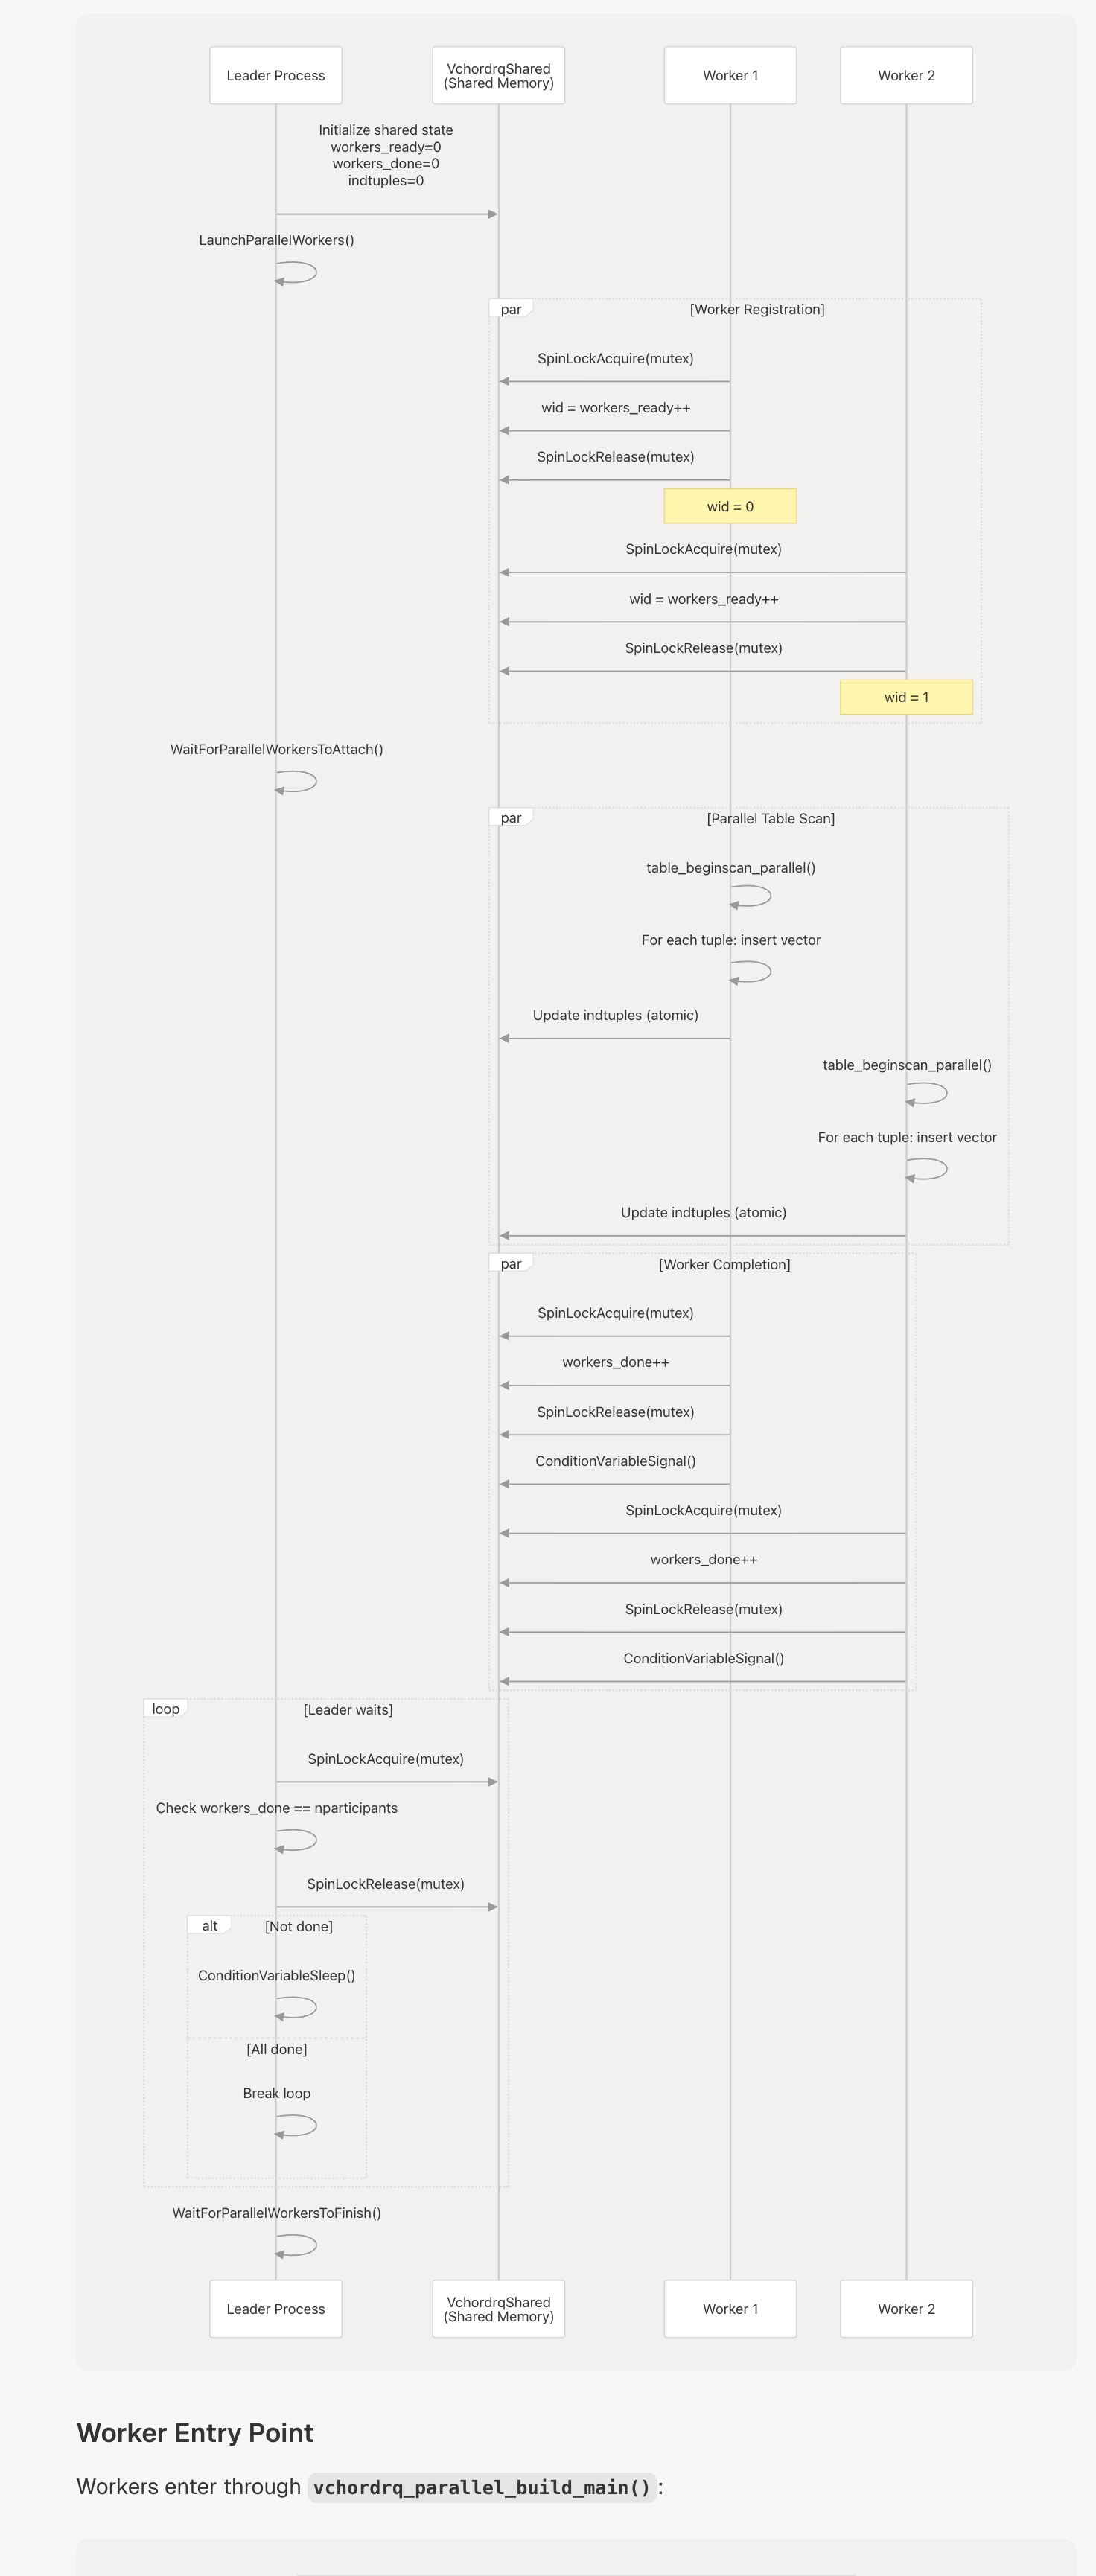 Leader Process
VchordrqShared
(Shared Memory)
Worker 1
Worker 2
Initialize shared state
workers_ready=0
workers_done=0
indtuples=0
LaunchParallelWorkers()
par
[Worker Registration]
SpinLockAcquire(mutex)
wid = workers_ready++
SpinLockRelease(mutex)
wid = 0
SpinLockAcquire(mutex)
wid = workers_ready++
SpinLockRelease(mutex)
wid = 1
WaitForParallelWorkersToAttach()
par
[Parallel Table Scan]
table_beginscan_parallel()
For each tuple: insert vector
Update indtuples (atomic)
table_beginscan_parallel()
For each tuple: insert vector
Update indtuples (atomic)
par
[Worker Completion]
SpinLockAcquire(mutex)
workers_done++
SpinLockRelease(mutex)
ConditionVariableSignal()
SpinLockAcquire(mutex)
workers_done++
SpinLockRelease(mutex)
ConditionVariableSignal()
loop
[Leader waits]
SpinLockAcquire(mutex)
Check workers_done == nparticipants
SpinLockRelease(mutex)
alt
[Not done]
ConditionVariableSleep()
[All done]
Break loop
WaitForParallelWorkersToFinish()
Leader Process
VchordrqShared
(Shared Memory)
Worker 1
Worker 2
Worker Entry Point
Workers enter through vchordrq_parallel_build_main():